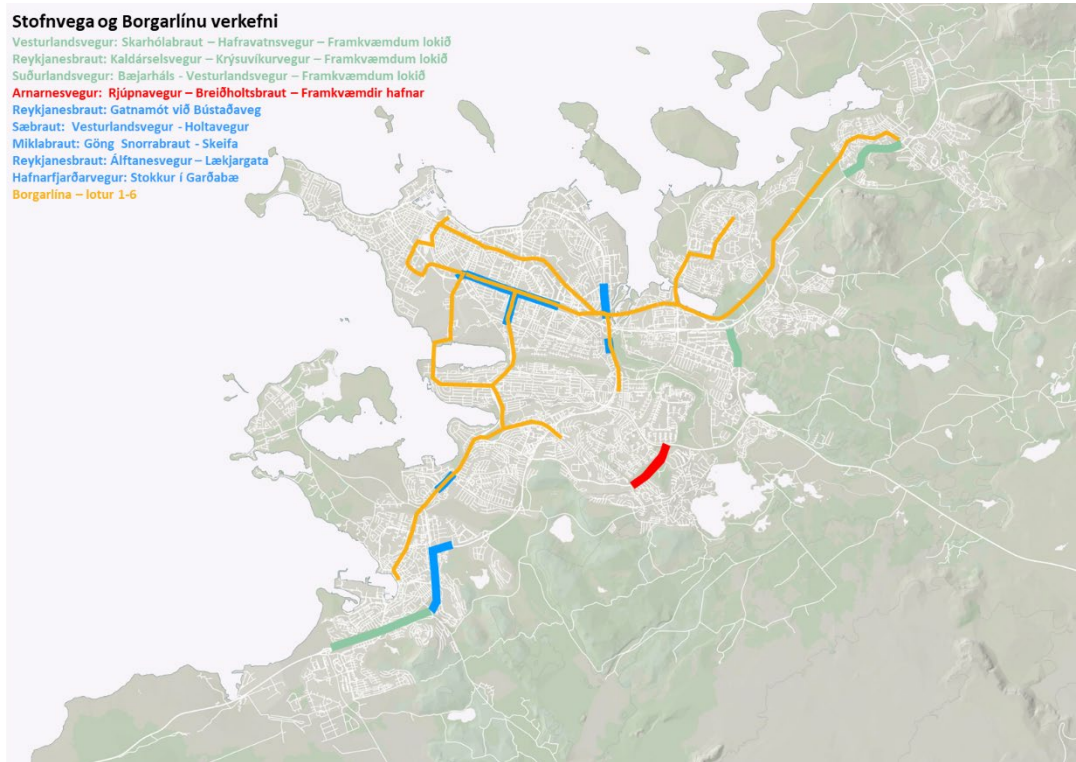 Stofnvega og Borgarlínu verkefni
Vesturlandsvegur: Skarhólabraut – Hafravatnsvegur – Framkvæmdum lokið
Reykjanesbraut: Kaldárselsvegur – Krýsuvíkurvegur – Framkvæmdum lokið
Suðurlandsvegur: Bæjarháls - Vesturlandsvegur – Framkvæmdum lokið
Arnarnesvegur: Rjúpnavegur – Breiðholtsbraut – Framkvæmdir hafnar
Reykjanesbraut: Gatnamót við Bústaðaveg
Sæbraut: Vesturlandsvegur - Holtavegur
Miklabraut: Göng Snorrabraut - Skeifa
Reykjanesbraut: Álftanesvegur – Lækjargata
Hafnarfjarðarvegur: Stokkur í Garðabæ
Borgarlína – lotur 1-6